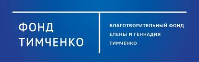 ФОНД
ТИМЧЕНКО
БЛАГОТВОРИТЕЛЬНЫЙ ФОНД
ЕЛЕНЫ И ГЕННАДИЯ
ТИМЧЕНКО